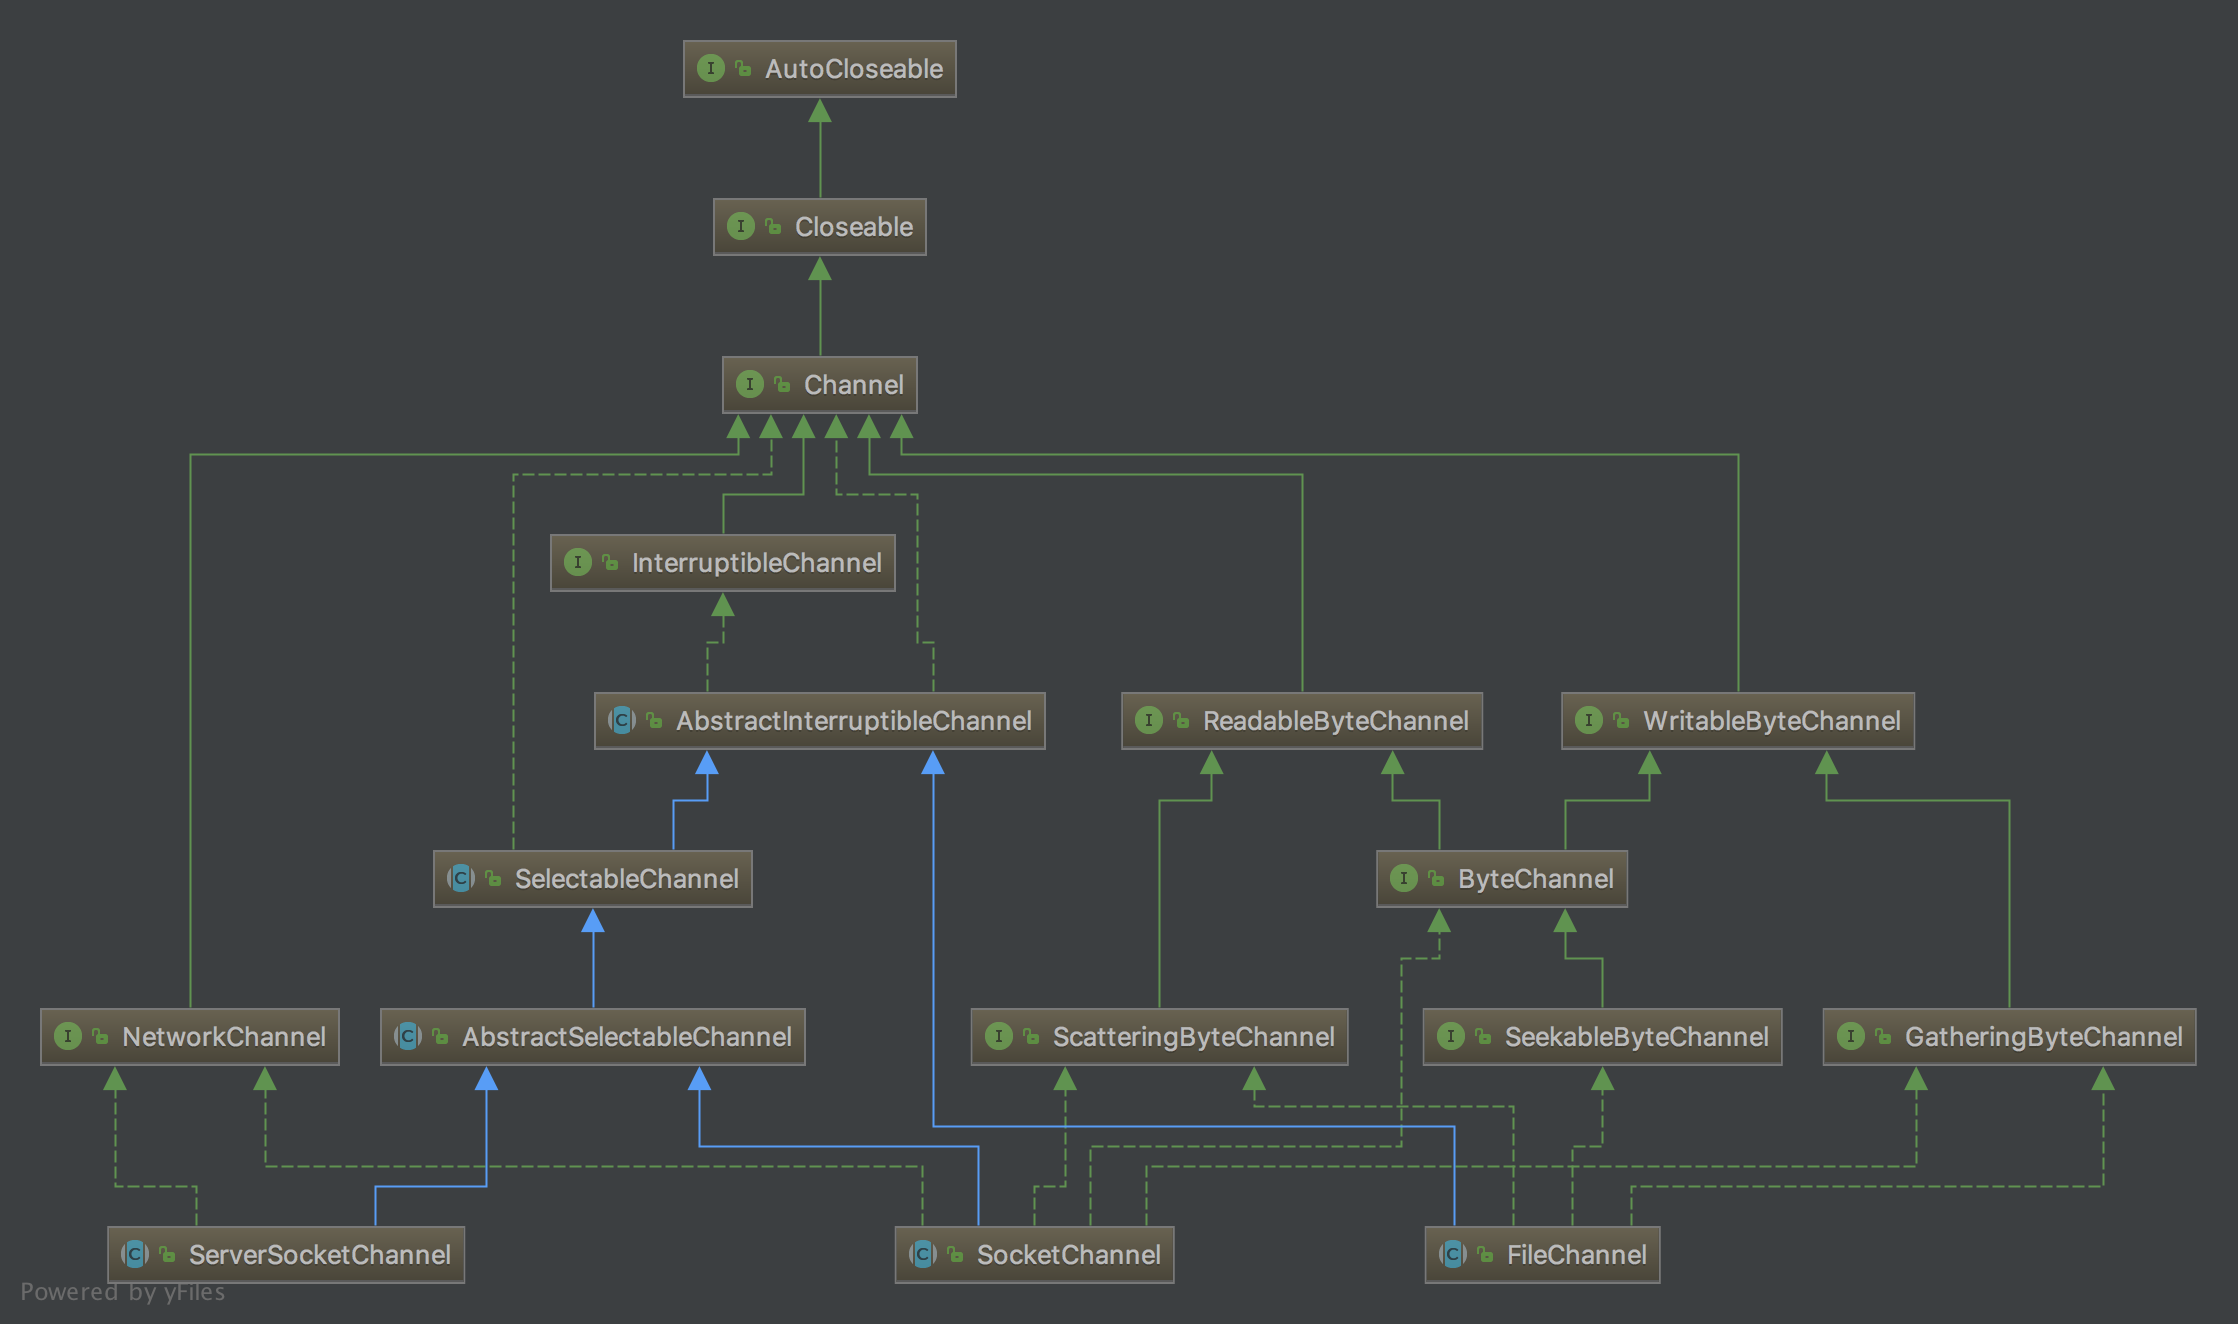 I AutoCloseable
I Closeable
I Channel
I InterruptibleChannel
C AbstractInterruptibleChannel
I ReadableByteChannel
I WritableByteChannel
C SelectableChannel
I ByteChannel
I NetworkChannel
C AbstractSelectableChannel
I ScatteringByteChannel
I SeekableByteChannel
I GatheringByteChannel
C ServerSocketChannel
C SocketChannel
C FileChannel
Powered by yFiles